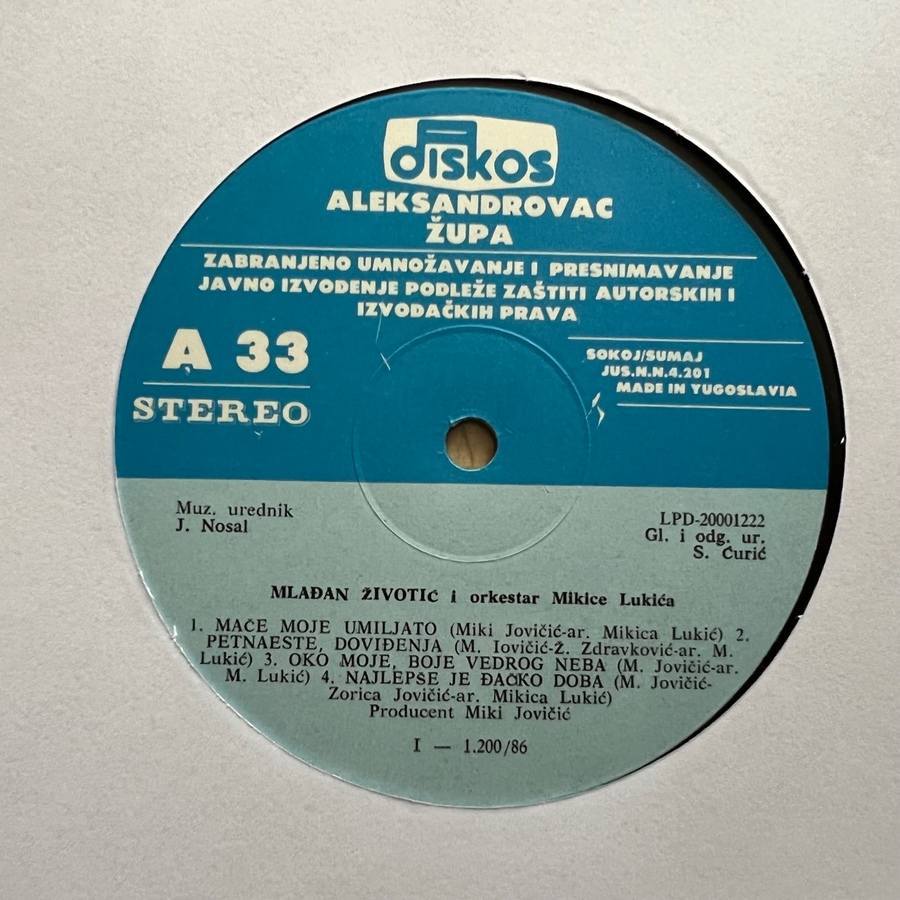 diskos
ALEKSANDROVAC
ŽUPA
ZABRANJENO UMNOŽAVANJE I PRESNIMAVANJE
JAVNO IZVOĐENJE PODLEŽE ZAŠTITI AUTORSKIH I
IZVOĐAČKIH PRAVA
A 33
STEREO
SOKOJ/SUMAJ
JUS.N.N.4.201
MADE IN YUGOSLAVIA
Muz. urednik
J. Nosal
LPD-20001222
Gl. i odg. ur.
S. Ćurić
MLAĐAN ŽIVOTIĆ i orkestar Mikice Lukića
1. MAČE MOJE UMILJATO (Miki Jovičić-ar. Mikica Lukić) 2.
PETNAESTE, DOVIĐENJA (M. Iovičić-Ž. Zdravković-ar. M.
Lukić) 3. OKO MOJE, BOJE VEDROG NEBA (M. Jovičić-ar.
M. Lukić) 4. NAJLEPŠE JE ĐAČKO DOBA (M. Jovičić-
Zorica Jovičić-ar. Mikica Lukić)
Producent Miki Jovičić
I — 1.200/86